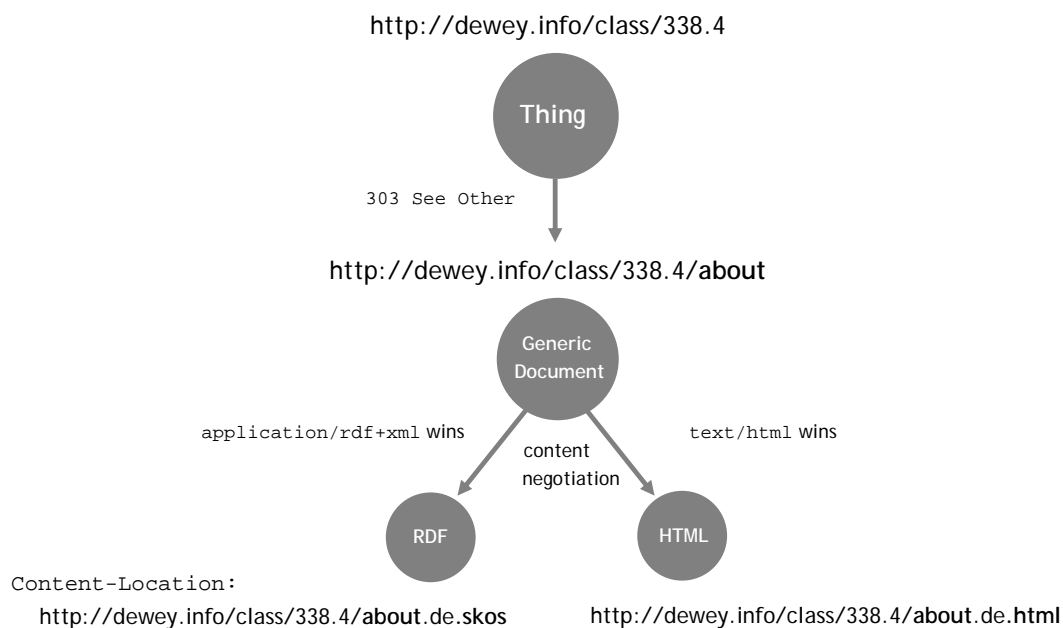 http://dewey.info/class/338.4
Thing
303 See Other
http://dewey.info/class/338.4/about
Generic
Document
application/rdf+xml wins
text/html wins
content
negotiation
RDF
HTML
Content-Location:
http://dewey.info/class/338.4/about.de.skos
http://dewey.info/class/338.4/about.de.html